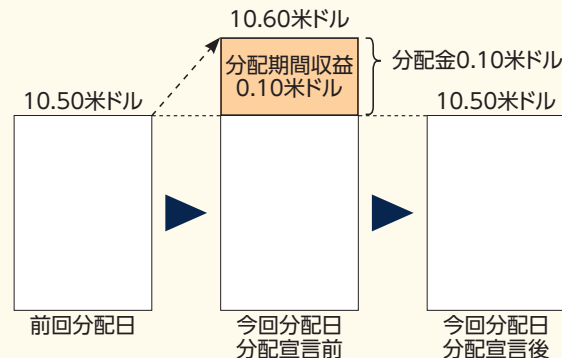 10.60米ドル
分配期間収益
0.10米ドル
分配金0.10米ドル
10.50米ドル
10.50米ドル
前回分配日
今回分配日
分配宣言前
今回分配日
分配宣言後